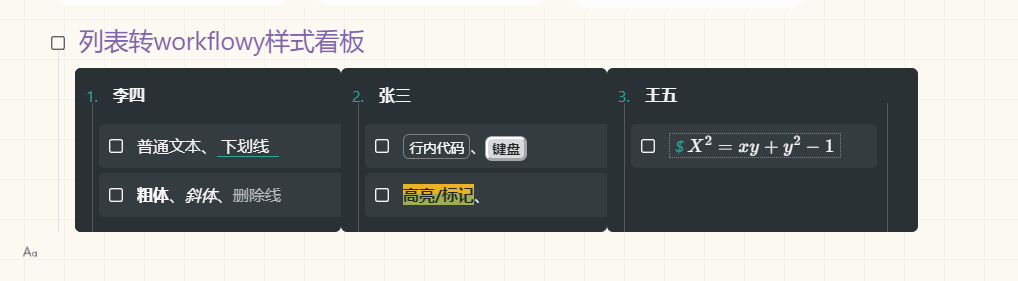 列表转workflowy样式看板
1. 李四
普通文本、下划线
粗体、斜体、删除线
2. 张三
行内代码、键盘
高亮/标记、
3. 王五
$ X² = xy + y² − 1
Aa